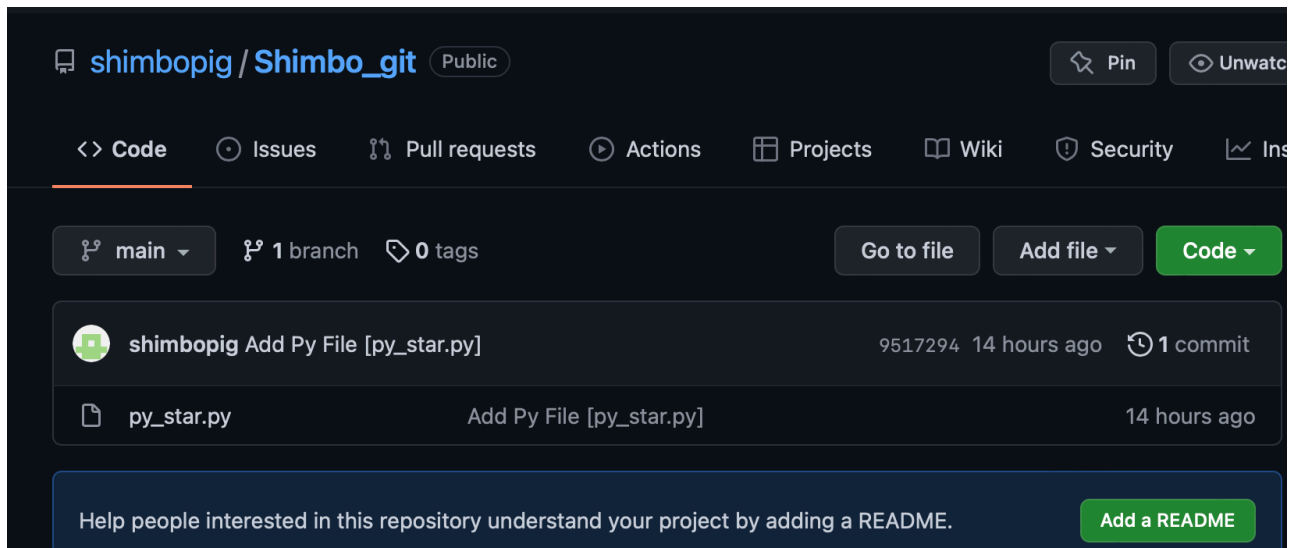 shimbopig / Shimbo_git Public Pin Unwatc
Code Issues Pull requests Actions Projects Wiki Security Ins
main 1 branch 0 tags Go to file Add file Code
shimbopig Add Py File [py_star.py] 9517294 14 hours ago 1 commit
py_star.py Add Py File [py_star.py] 14 hours ago
Help people interested in this repository understand your project by adding a README. Add a README